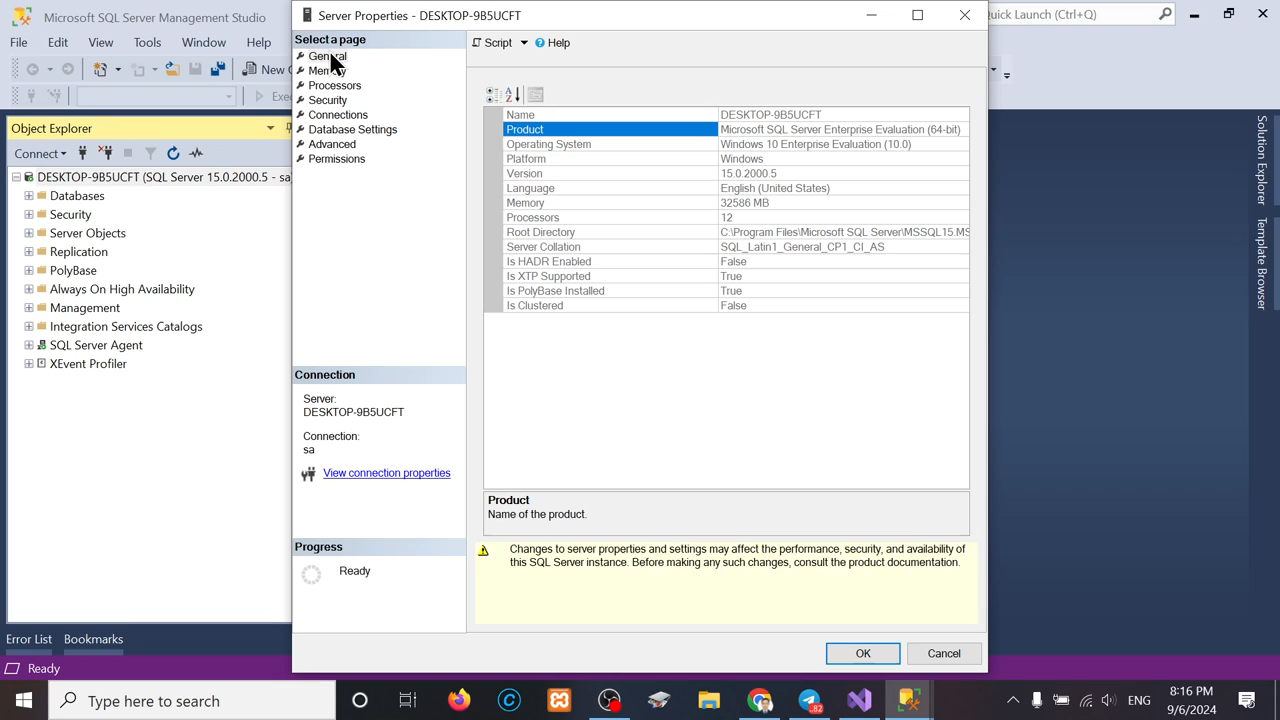 Microsoft SQL Server Management Studio
Quick Launch (Ctrl+Q)
File Edit View Tools Window Help
New
Exec
Object Explorer
Connect
DESKTOP-9B5UCFT (SQL Server 15.0.2000.5 - sa
Databases
Security
Server Objects
Replication
PolyBase
Always On High Availability
Management
Integration Services Catalogs
SQL Server Agent
XEvent Profiler
Error List Bookmarks
Ready
Server Properties - DESKTOP-9B5UCFT
Select a page
General
Memory
Processors
Security
Connections
Database Settings
Advanced
Permissions
Connection
Server:
DESKTOP-9B5UCFT
Connection:
sa
View connection properties
Progress
Ready
Script Help
Name DESKTOP-9B5UCFT
Product Microsoft SQL Server Enterprise Evaluation (64-bit)
Operating System Windows 10 Enterprise Evaluation (10.0)
Platform Windows
Version 15.0.2000.5
Language English (United States)
Memory 32586 MB
Processors 12
Root Directory C:\Program Files\Microsoft SQL Server\MSSQL15.MS
Server Collation SQL_Latin1_General_CP1_CI_AS
Is HADR Enabled False
Is XTP Supported True
Is PolyBase Installed True
Is Clustered False
Product
Name of the product.
Changes to server properties and settings may affect the performance, security, and availability of
this SQL Server instance. Before making any such changes, consult the product documentation.
OK Cancel
Solution Explorer
Template Browser
Type here to search
82
ENG
8:16 PM
9/6/2024